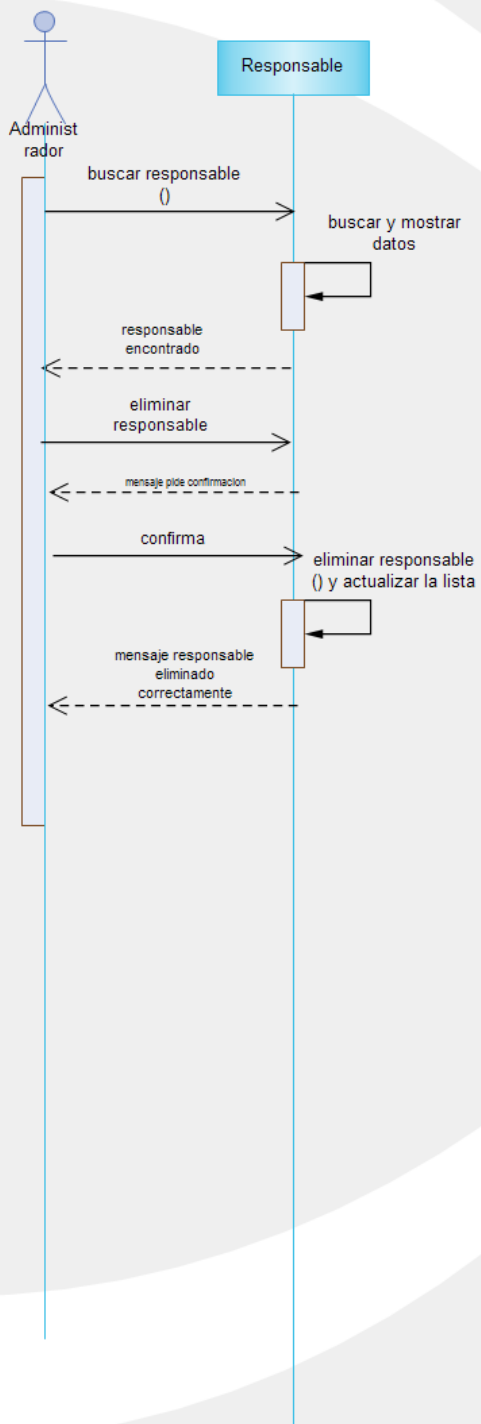 Responsable
Administ
rador
buscar responsable
()
buscar y mostrar
datos
responsable
encontrado
eliminar
responsable
mensaje pide confirmacion
confirma
eliminar responsable
() y actualizar la lista
mensaje responsable
eliminado
correctamente